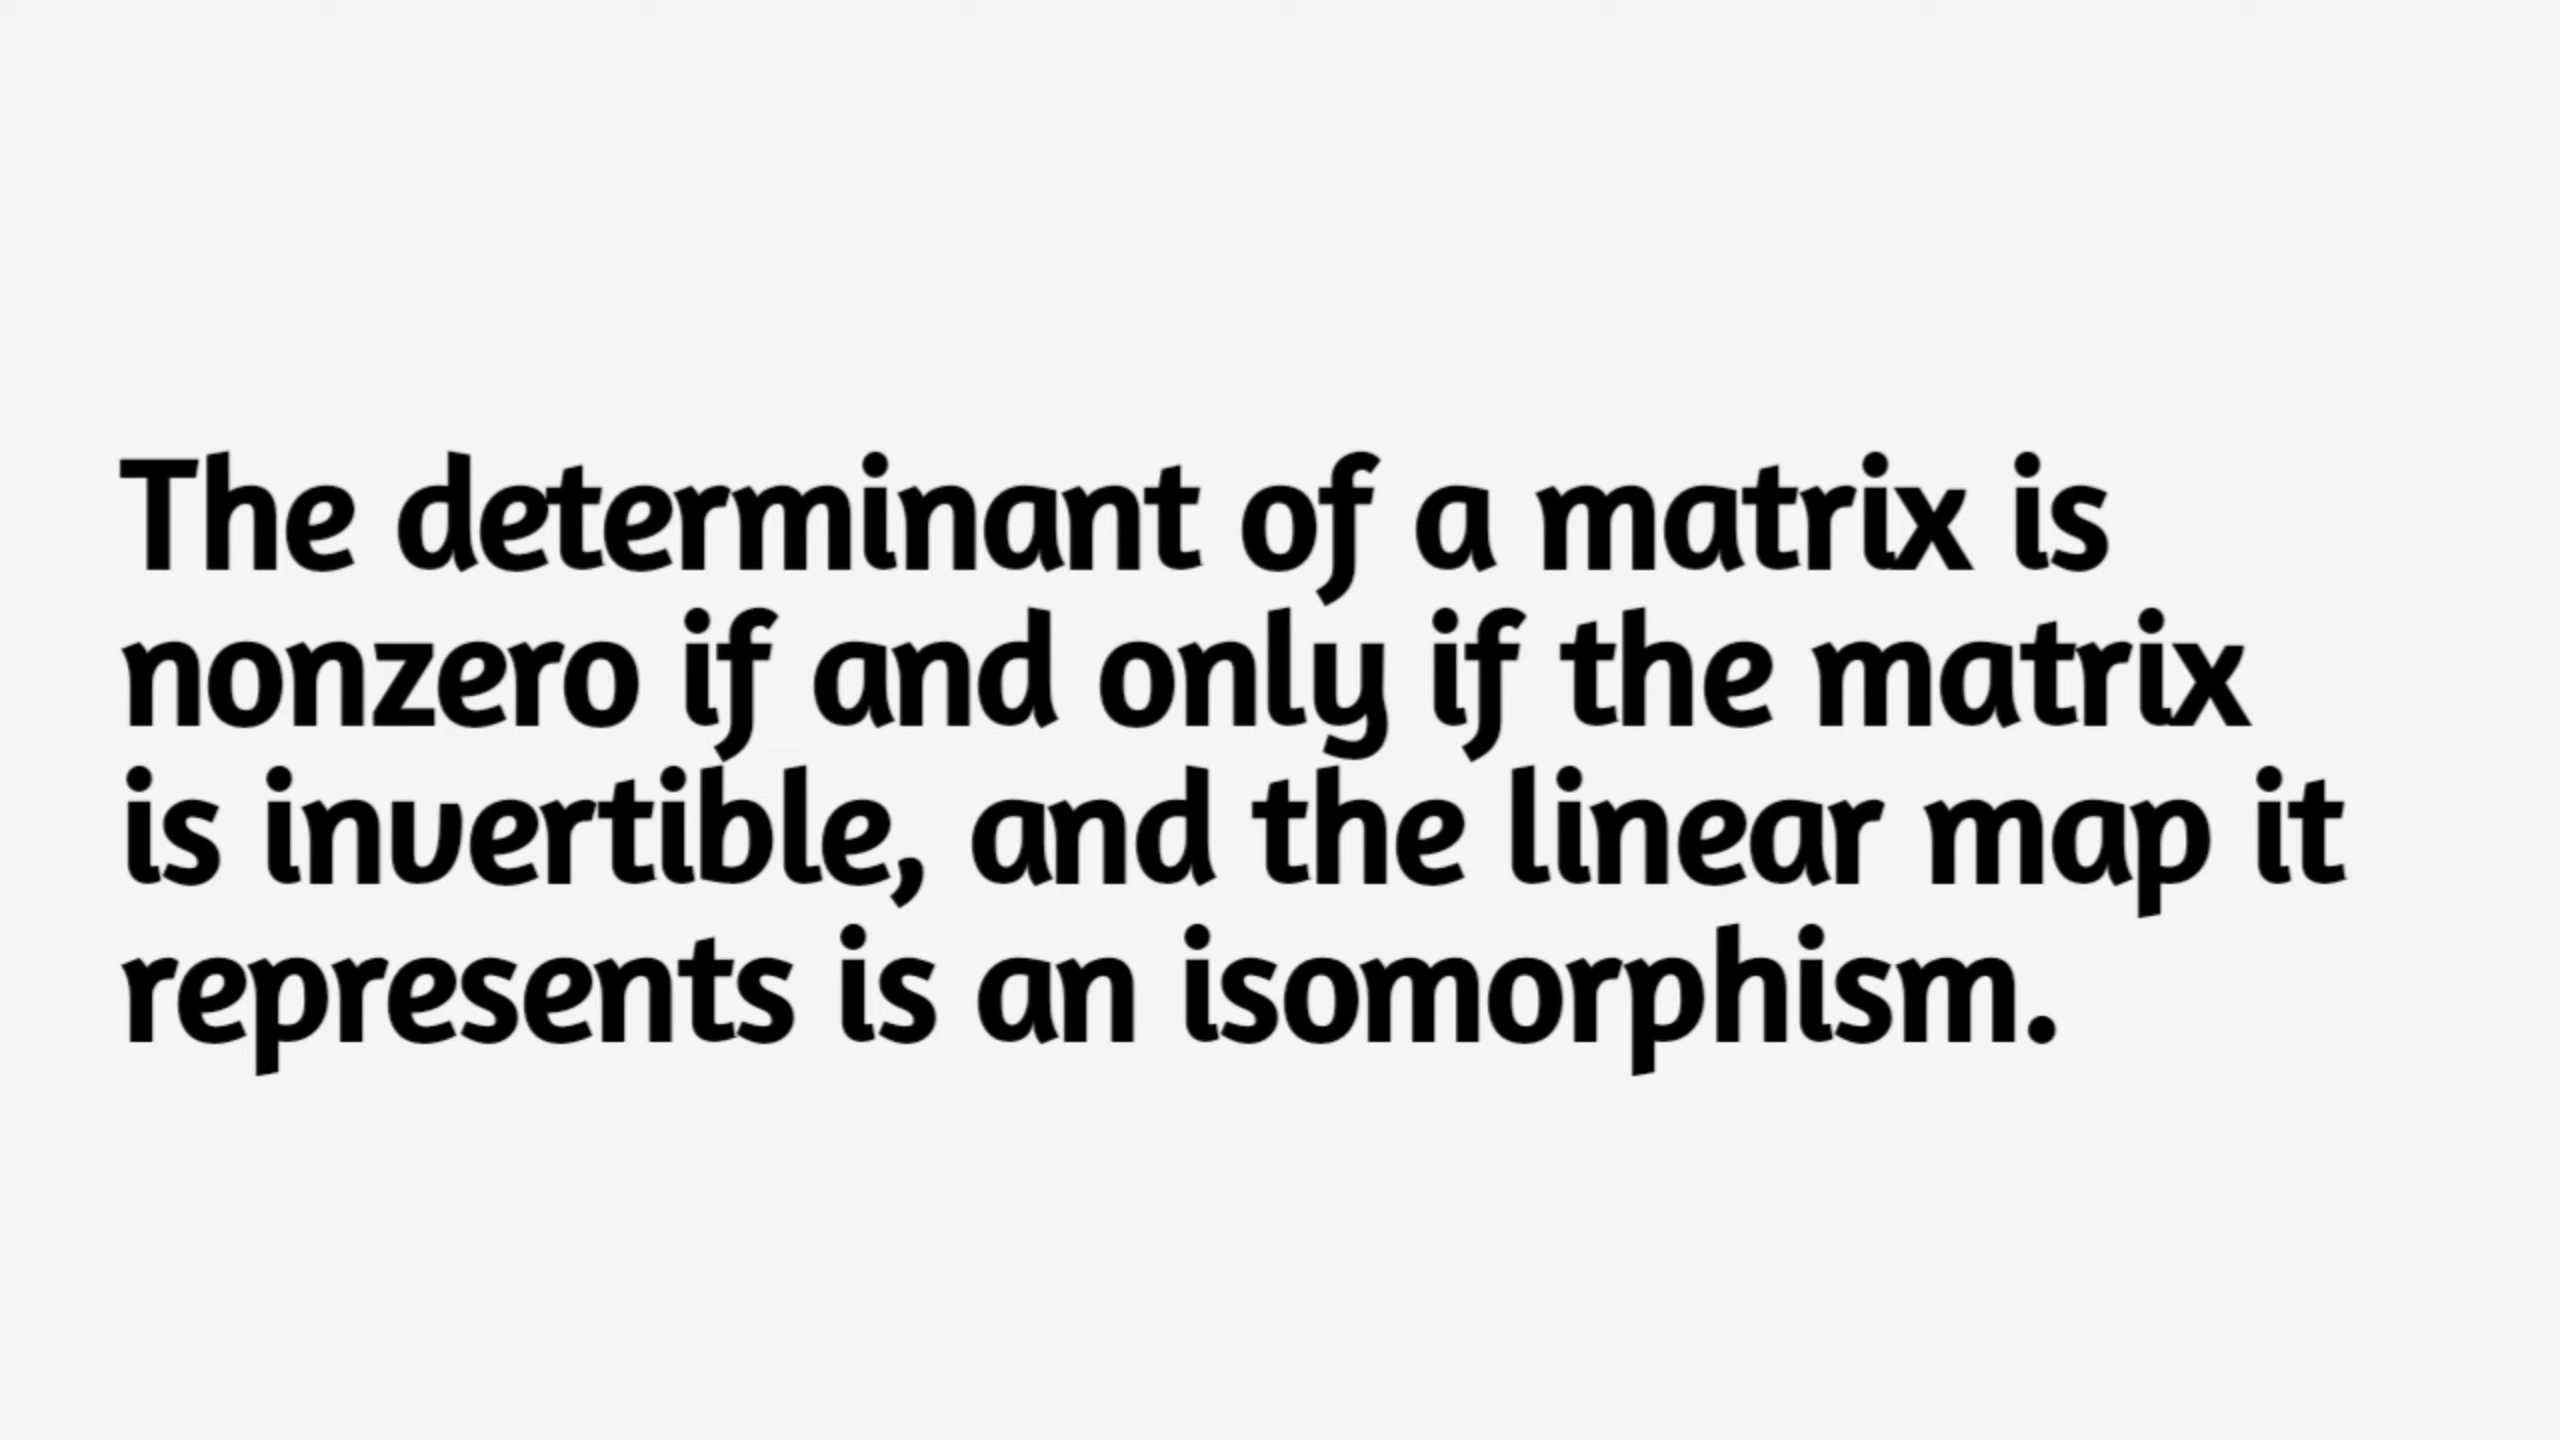 The determinant of a matrix is
nonzero if and only if the matrix
is invertible, and the linear map it
represents is an isomorphism.